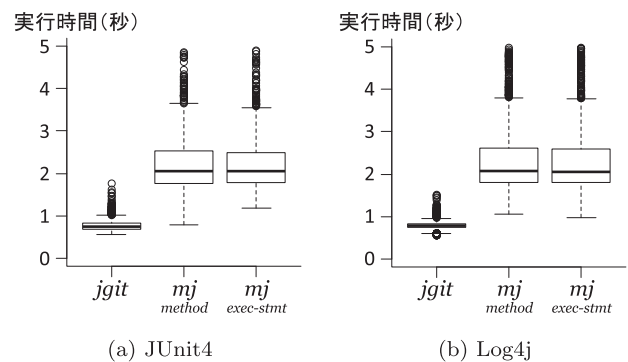 実行時間(秒)
5
4
3
2
1
0
jgit
mj
method
mj
exec-stmt
(a) JUnit4
実行時間(秒)
5
4
3
2
1
0
jgit
mj
method
mj
exec-stmt
(b) Log4j